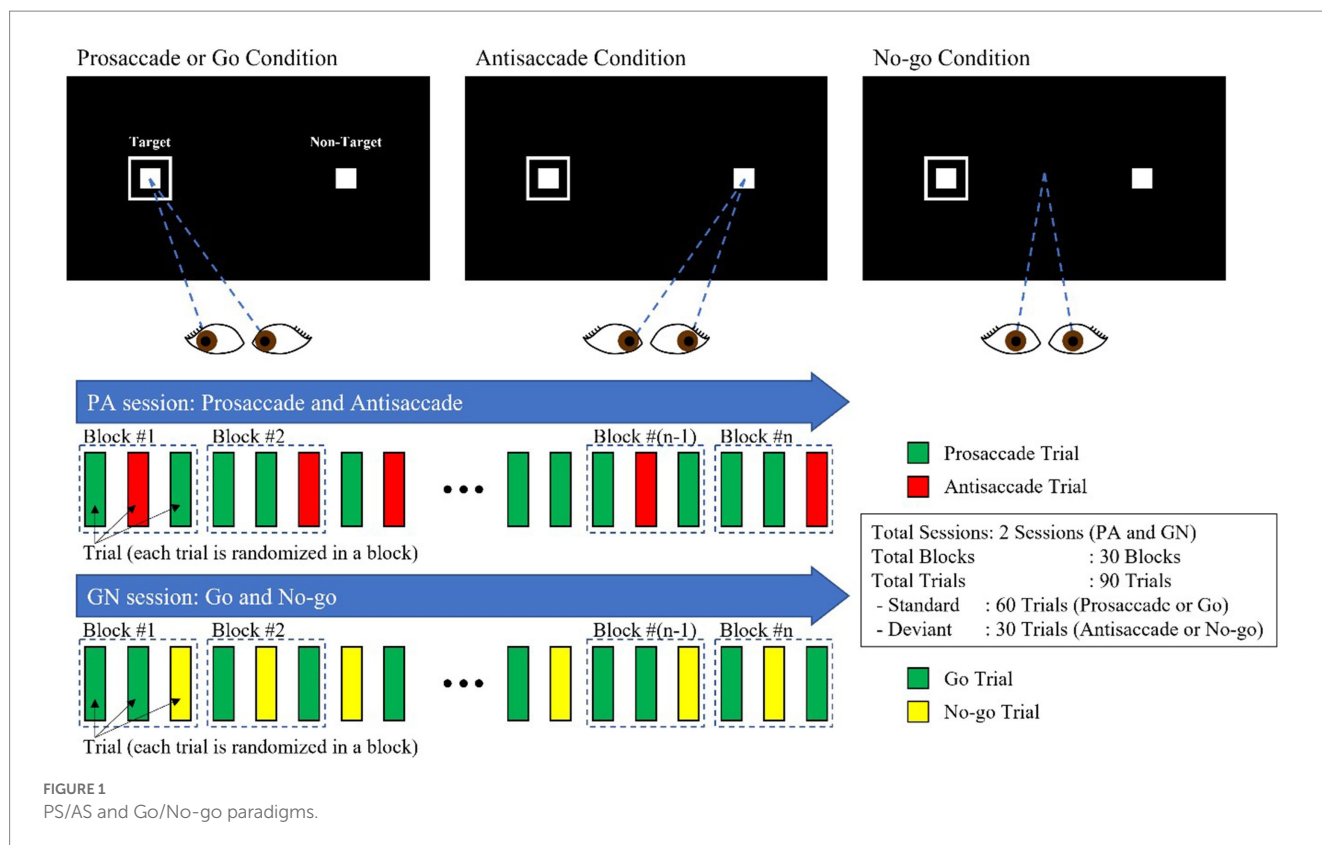 Prosaccade or Go Condition
Antisaccade Condition
No-go Condition
Target
Non-Target
PA session: Prosaccade and Antisaccade
Block #1
Block #2
Block #(n-1)
Block #n
Trial (each trial is randomized in a block)
Prosaccade Trial
Antisaccade Trial
Total Sessions: 2 Sessions (PA and GN)
Total Blocks : 30 Blocks
Total Trials : 90 Trials
- Standard : 60 Trials (Prosaccade or Go)
- Deviant : 30 Trials (Antisaccade or No-go)
GN session: Go and No-go
Block #1
Block #2
Block #(n-1)
Block #n
Trial (each trial is randomized in a block)
Go Trial
No-go Trial
FIGURE 1
PS/AS and Go/No-go paradigms.